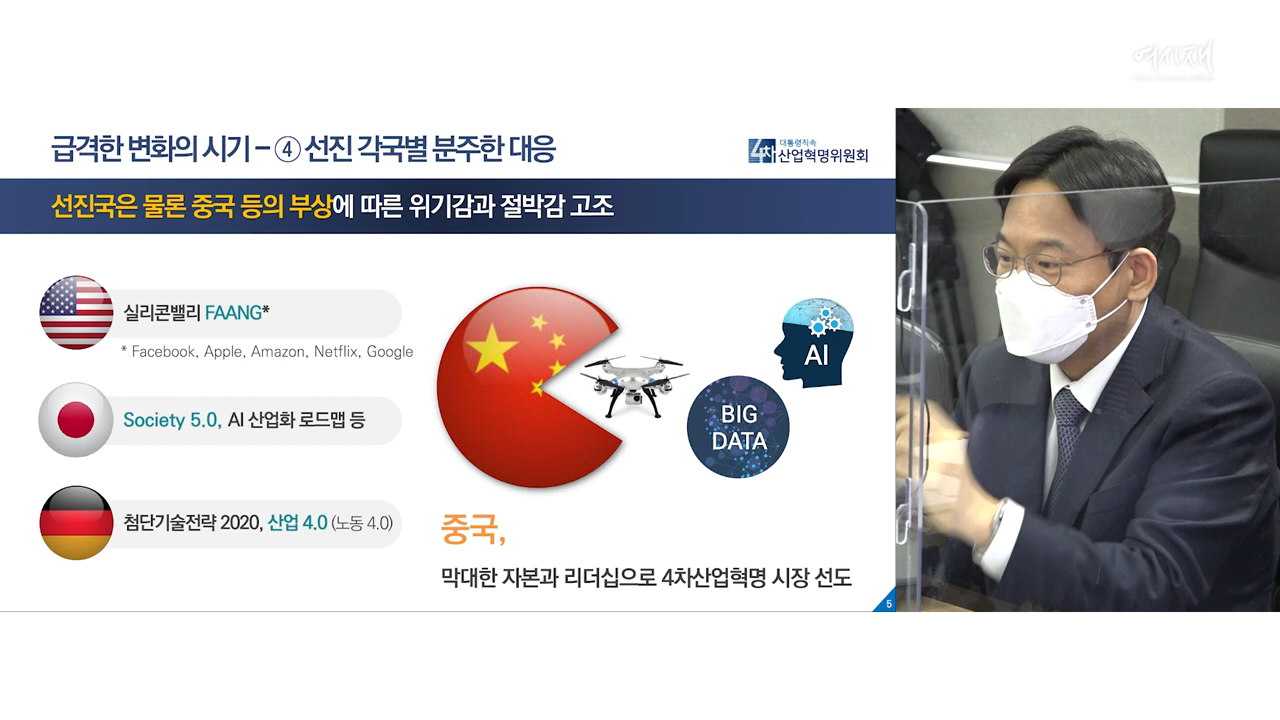 여시재
급격한 변화의 시기 – ④ 선진 각국별 분주한 대응
대통령직속
4차산업혁명위원회
선진국은 물론 중국 등의 부상에 따른 위기감과 절박감 고조
실리콘밸리 FAANG*
* Facebook, Apple, Amazon, Netflix, Google
Society 5.0, AI 산업화 로드맵 등
첨단기술전략 2020, 산업 4.0 (노동 4.0)
AI
BIG
DATA
중국,
막대한 자본과 리더십으로 4차산업혁명 시장 선도
5